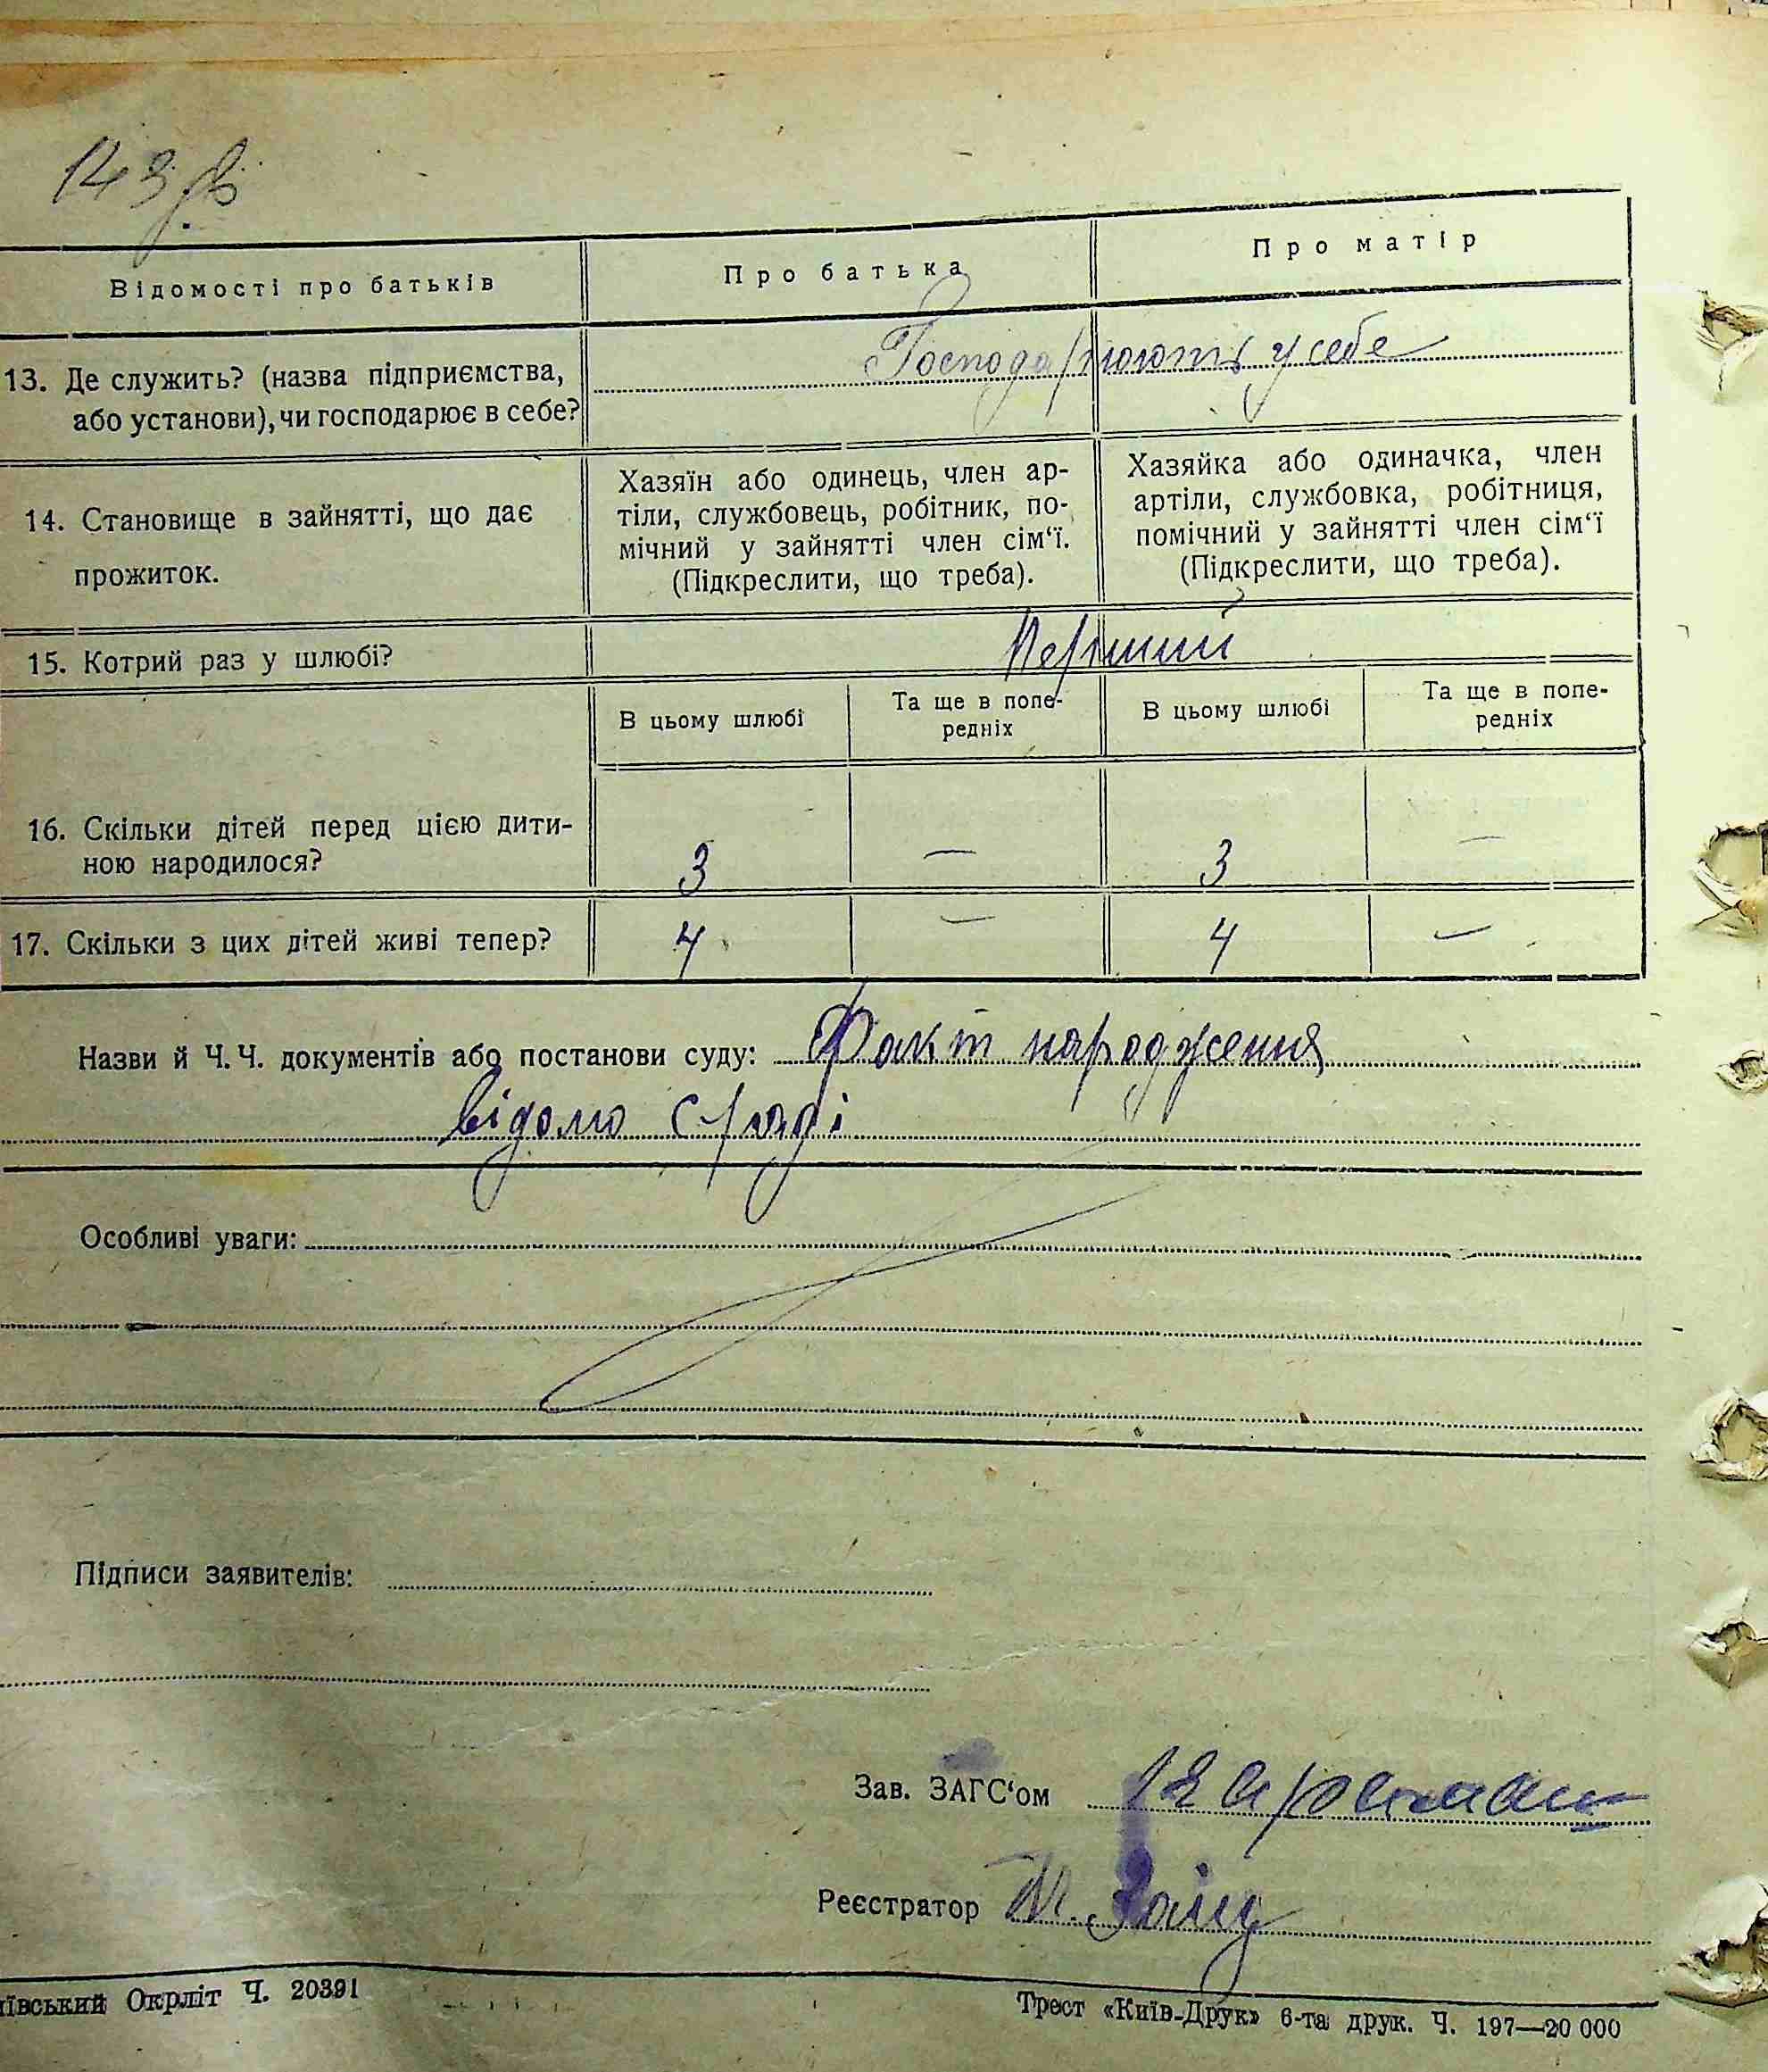 143 зв.
Відомості про батьків
Про батька
Про матір
13. Де служить? (назва підприємства,
або установи), чи господарює в себе?
Господарюють у себе
14. Становище в зайнятті, що дає
прожиток.
Хазяїн або одинець, член ар-
тіли, службовець, робітник, по-
мічний у зайнятті член сім‘ї.
(Підкреслити, що треба).
Хазяйка або одиначка, член
артіли, службовка, робітниця,
помічний у зайнятті член сім‘ї
(Підкреслити, що треба).
15. Котрий раз у шлюбі?
Перший
В цьому шлюбі
Та ще в попе-
редніх
В цьому шлюбі
Та ще в попе-
редніх
16. Скільки дітей перед цією дити-
ною народилося?
3 — 3 —
17. Скільки з цих дітей живі тепер?
4 — 4 —
Назви й Ч.Ч. документів або постанови суду: Факт народження
відомо с/раді
Особливі уваги:
Підписи заявителів:
Зав. ЗАГС‘ом
Реєстратор
ївський Окрліт Ч. 20391
Трест «Київ-Друк» 6-та друк. Ч. 197—20 000